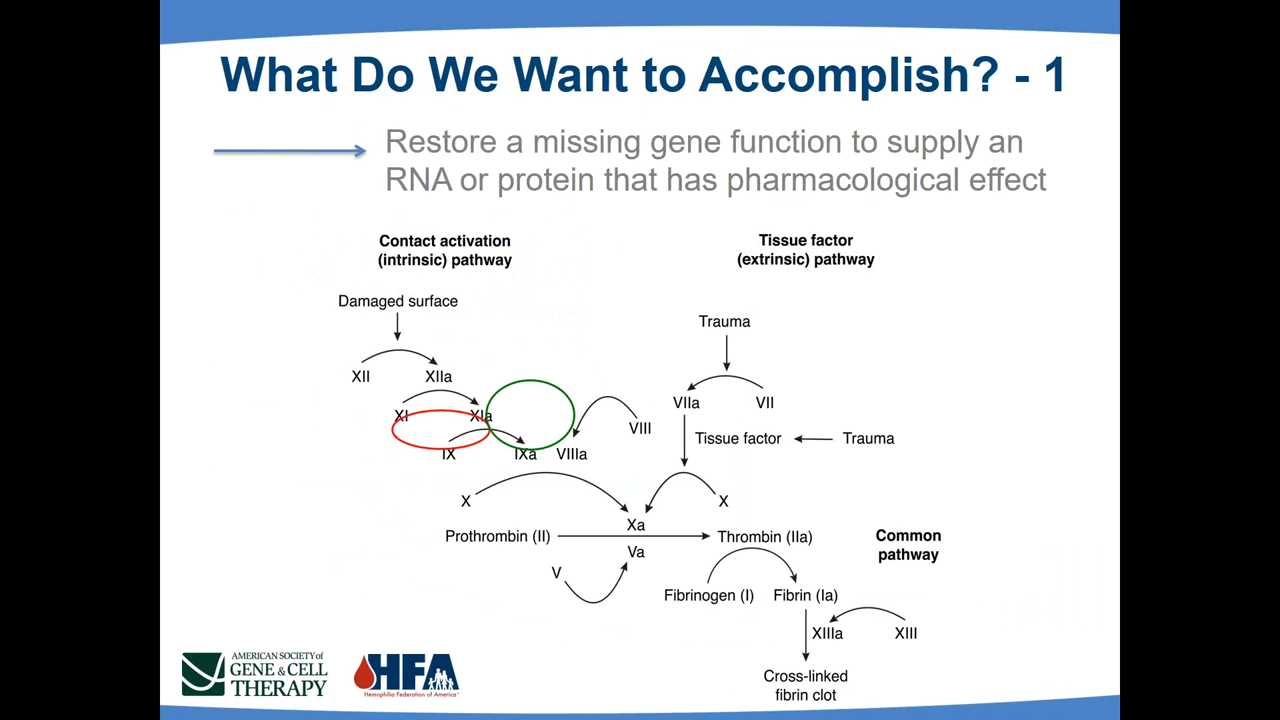 What Do We Want to Accomplish? - 1
Restore a missing gene function to supply an
RNA or protein that has pharmacological effect
Contact activation
(intrinsic) pathway
Tissue factor
(extrinsic) pathway
Damaged surface
Trauma
XII
XIIa
VIIa
VII
XI
XIa
VIII
Tissue factor
Trauma
IX
IXa
VIIIa
X
X
Xa
Prothrombin (II)
Thrombin (IIa)
Common
pathway
Va
V
Fibrinogen (I)
Fibrin (Ia)
XIIIa
XIII
Cross-linked
fibrin clot
AMERICAN SOCIETY of
GENE & CELL
THERAPY
HFA
Hemophilia Federation of America